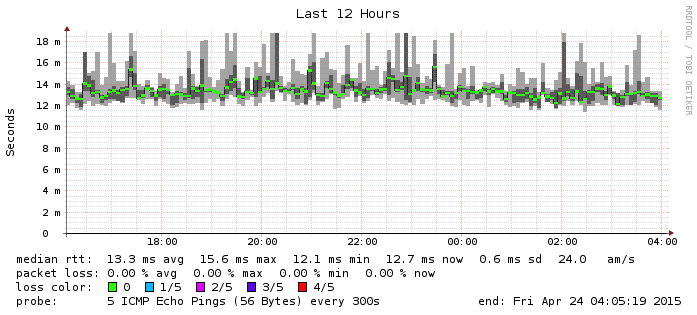 Last 12 Hours
RRDTOOL / TOBI OETIKER
Seconds
18 m
16 m
14 m
12 m
10 m
8 m
6 m
4 m
2 m
0
18:00 20:00 22:00 00:00 02:00 04:00
median rtt: 13.3 ms avg 15.6 ms max 12.1 ms min 12.7 ms now 0.6 ms sd 24.0 am/s
packet loss: 0.00 % avg 0.00 % max 0.00 % min 0.00 % now
loss color: 0 1/5 2/5 3/5 4/5
probe: 5 ICMP Echo Pings (56 Bytes) every 300s end: Fri Apr 24 04:05:19 2015